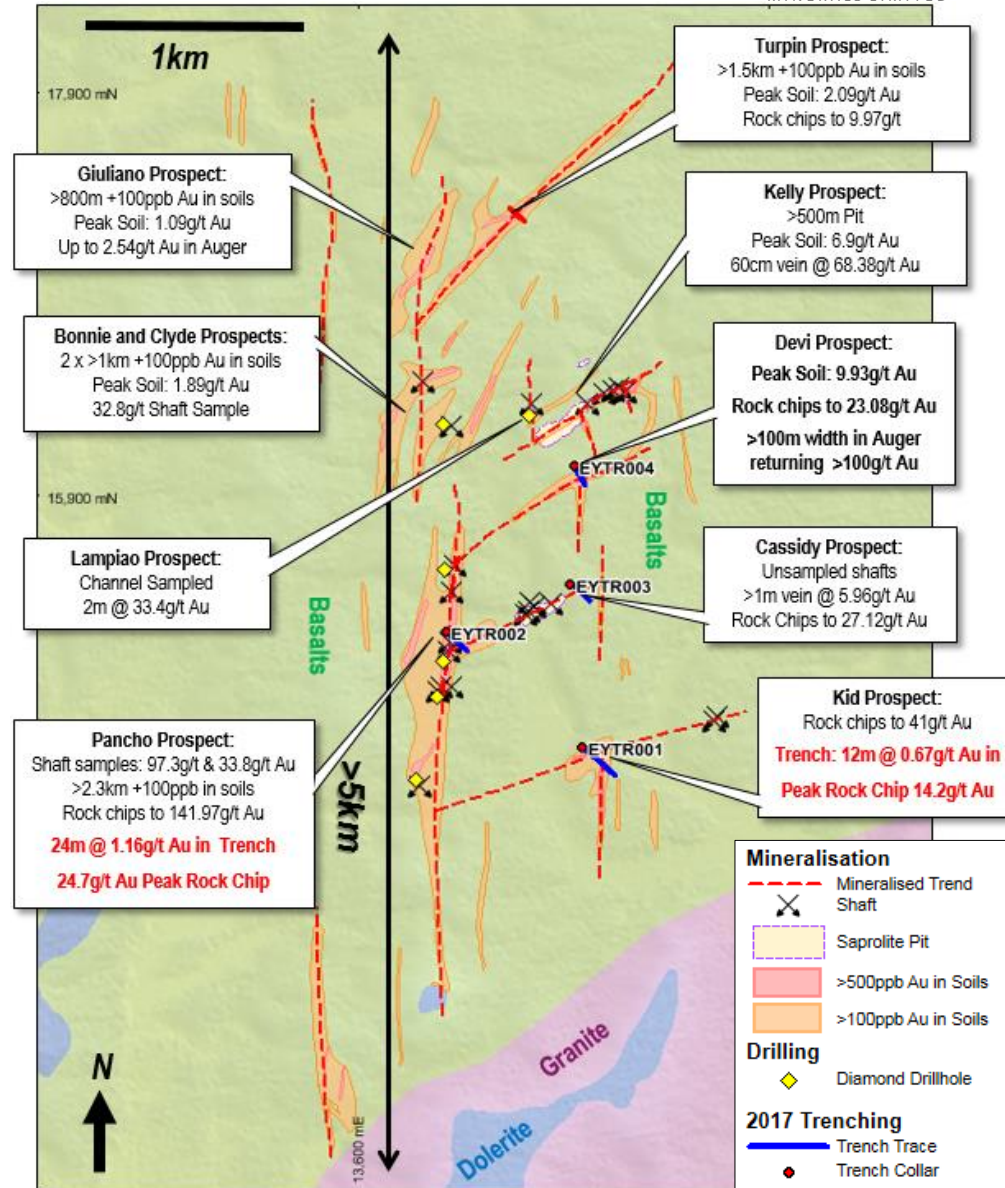 1km
17,900 mN
Turpin Prospect:
>1.5km +100ppb Au in soils
Peak Soil: 2.09g/t Au
Rock chips to 9.97g/t
Giuliano Prospect:
>800m +100ppb Au in soils
Peak Soil: 1.09g/t Au
Up to 2.54g/t Au in Auger
Kelly Prospect:
>500m Pit
Peak Soil: 6.9g/t Au
60cm vein @ 68.38g/t Au
Bonnie and Clyde Prospects:
2 x >1km +100ppb Au in soils
Peak Soil: 1.89g/t Au
32.8g/t Shaft Sample
Devi Prospect:
Peak Soil: 9.93g/t Au
Rock chips to 23.08g/t Au
>100m width in Auger
returning >100g/t Au
EYTR004
15,900 mN
Basalts
Lampiao Prospect:
Channel Sampled
2m @ 33.4g/t Au
Cassidy Prospect:
Unsampled shafts
>1m vein @ 5.96g/t Au
Rock Chips to 27.12g/t Au
EYTR003
Basalts
EYTR002
Pancho Prospect:
Shaft samples: 97.3g/t & 33.8g/t Au
>2.3km +100ppb in soils
Rock chips to 141.97g/t Au
24m @ 1.16g/t Au in Trench
24.7g/t Au Peak Rock Chip
>5km
EYTR001
Kid Prospect:
Rock chips to 41g/t Au
Trench: 12m @ 0.67g/t Au in
Peak Rock Chip 14.2g/t Au
N
13,600 mE
Granite
Dolerite
Mineralisation
Mineralised Trend
Shaft
Saprolite Pit
>500ppb Au in Soils
>100ppb Au in Soils
Drilling
Diamond Drillhole
2017 Trenching
Trench Trace
Trench Collar